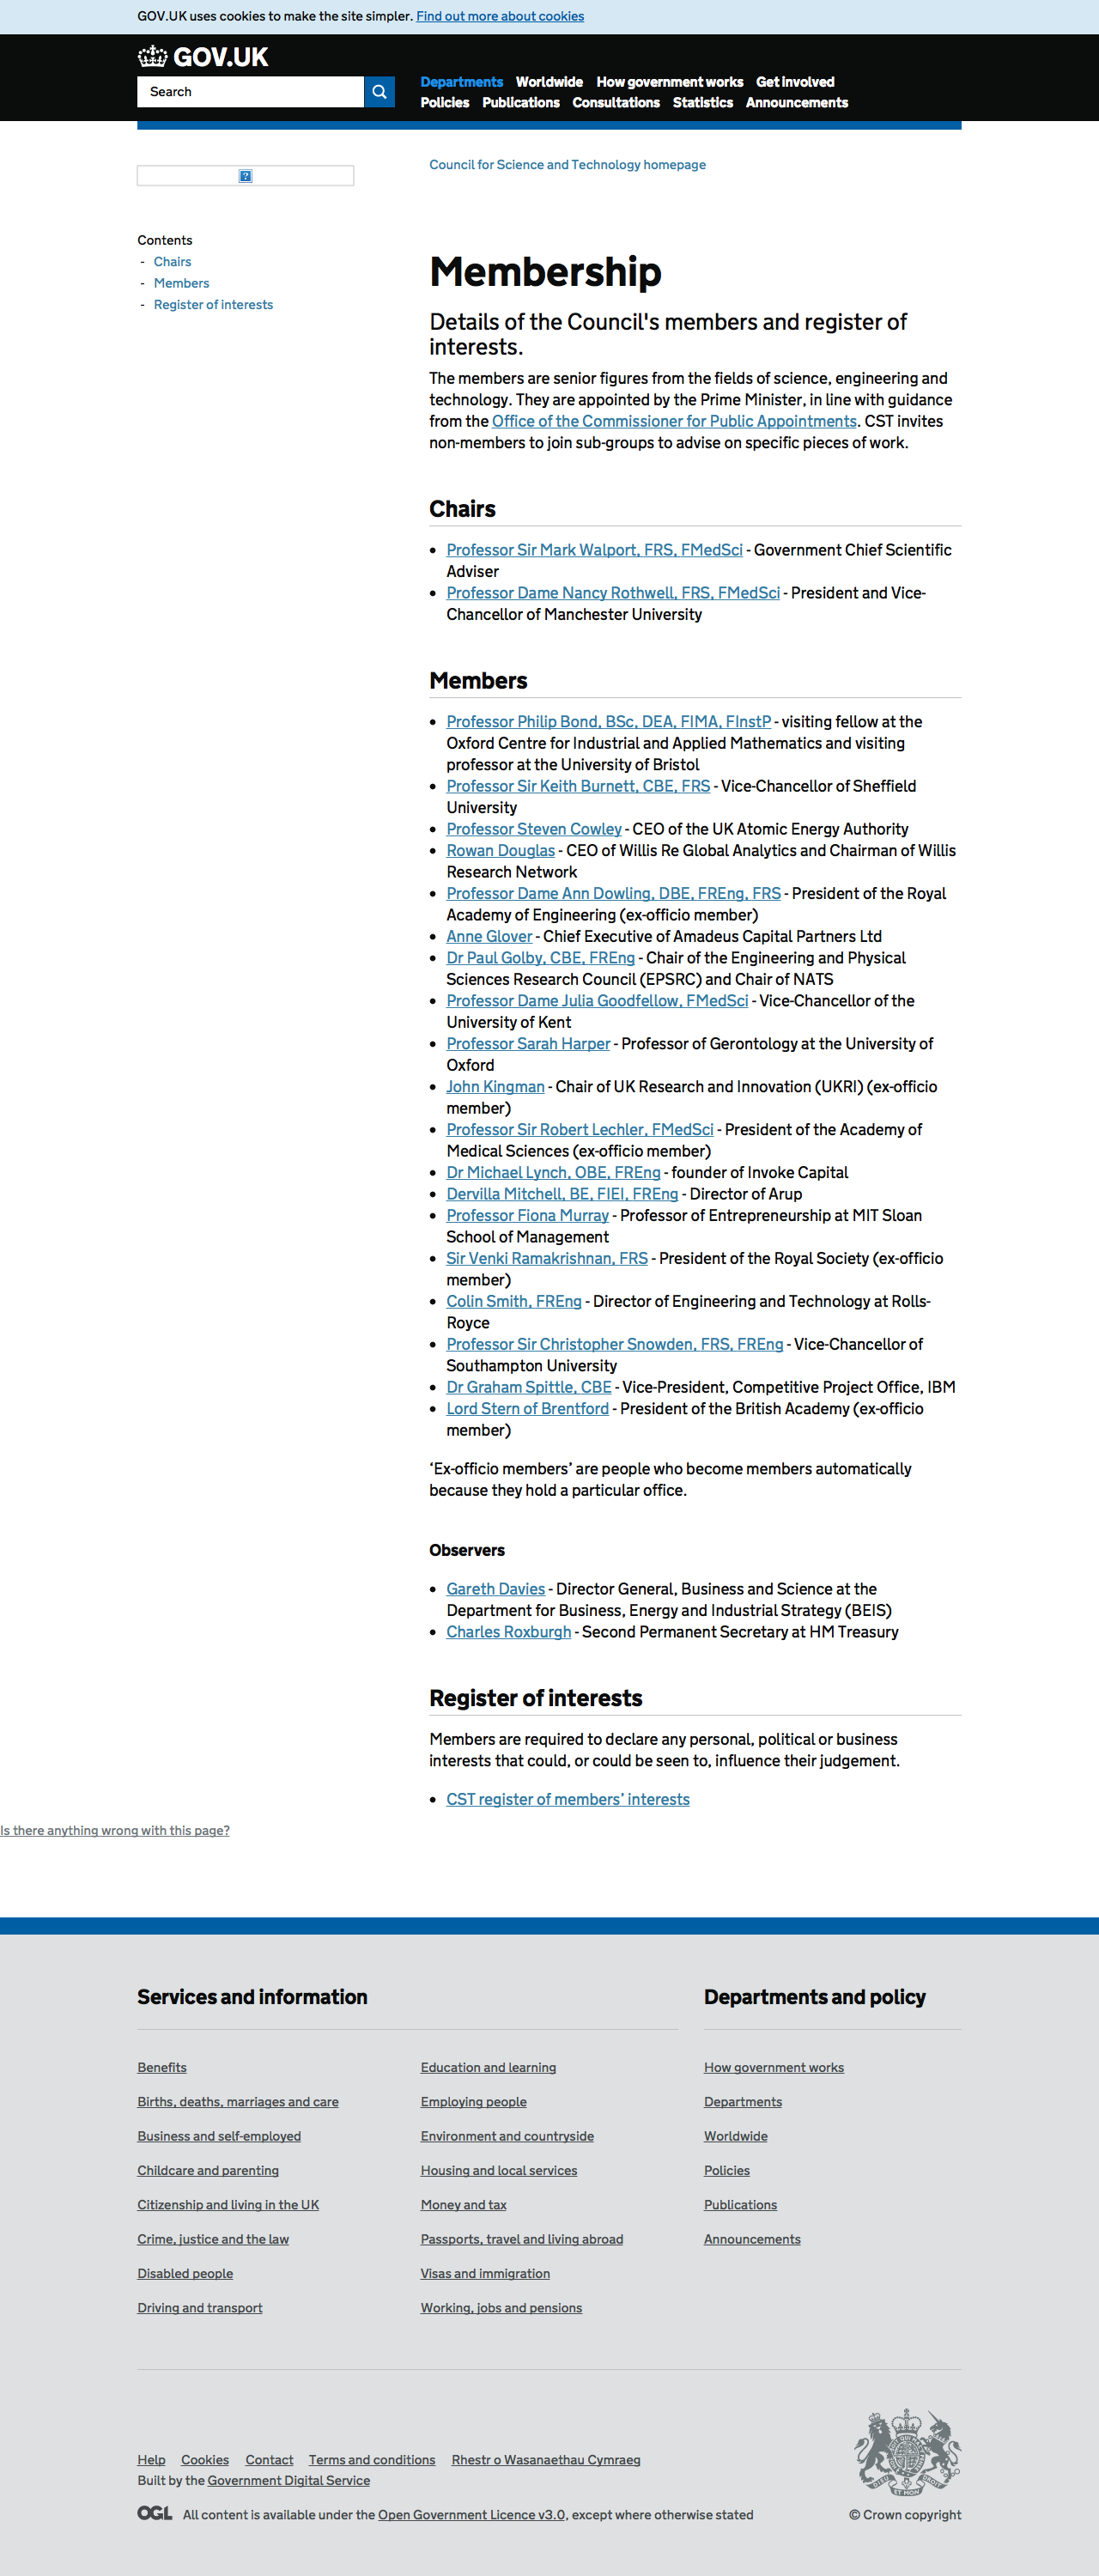 GOV.UK uses cookies to make the site simpler. Find out more about cookies
GOV.UK
Search
Departments Worldwide How government works Get involved
Policies Publications Consultations Statistics Announcements
Council for Science and Technology homepage
Contents
- Chairs
- Members
- Register of interests
Membership
Details of the Council's members and register of
interests.
The members are senior figures from the fields of science, engineering and
technology. They are appointed by the Prime Minister, in line with guidance
from the Office of the Commissioner for Public Appointments. CST invites
non-members to join sub-groups to advise on specific pieces of work.
Chairs
• Professor Sir Mark Walport, FRS, FMedSci - Government Chief Scientific
Adviser
• Professor Dame Nancy Rothwell, FRS, FMedSci - President and Vice-
Chancellor of Manchester University
Members
• Professor Philip Bond, BSc, DEA, FIMA, FInstP - visiting fellow at the
Oxford Centre for Industrial and Applied Mathematics and visiting
professor at the University of Bristol
• Professor Sir Keith Burnett, CBE, FRS - Vice-Chancellor of Sheffield
University
• Professor Steven Cowley - CEO of the UK Atomic Energy Authority
• Rowan Douglas - CEO of Willis Re Global Analytics and Chairman of Willis
Research Network
• Professor Dame Ann Dowling, DBE, FREng, FRS - President of the Royal
Academy of Engineering (ex-officio member)
• Anne Glover - Chief Executive of Amadeus Capital Partners Ltd
• Dr Paul Golby, CBE, FREng - Chair of the Engineering and Physical
Sciences Research Council (EPSRC) and Chair of NATS
• Professor Dame Julia Goodfellow, FMedSci - Vice-Chancellor of the
University of Kent
• Professor Sarah Harper - Professor of Gerontology at the University of
Oxford
• John Kingman - Chair of UK Research and Innovation (UKRI) (ex-officio
member)
• Professor Sir Robert Lechler, FMedSci - President of the Academy of
Medical Sciences (ex-officio member)
• Dr Michael Lynch, OBE, FREng - founder of Invoke Capital
• Dervilla Mitchell, BE, FIEI, FREng - Director of Arup
• Professor Fiona Murray - Professor of Entrepreneurship at MIT Sloan
School of Management
• Sir Venki Ramakrishnan, FRS - President of the Royal Society (ex-officio
member)
• Colin Smith, FREng - Director of Engineering and Technology at Rolls-
Royce
• Professor Sir Christopher Snowden, FRS, FREng - Vice-Chancellor of
Southampton University
• Dr Graham Spittle, CBE - Vice-President, Competitive Project Office, IBM
• Lord Stern of Brentford - President of the British Academy (ex-officio
member)
‘Ex-officio members’ are people who become members automatically
because they hold a particular office.
Observers
• Gareth Davies - Director General, Business and Science at the
Department for Business, Energy and Industrial Strategy (BEIS)
• Charles Roxburgh - Second Permanent Secretary at HM Treasury
Register of interests
Members are required to declare any personal, political or business
interests that could, or could be seen to, influence their judgement.
• CST register of members’ interests
Is there anything wrong with this page?
Services and information
Benefits
Births, deaths, marriages and care
Business and self-employed
Childcare and parenting
Citizenship and living in the UK
Crime, justice and the law
Disabled people
Driving and transport
Education and learning
Employing people
Environment and countryside
Housing and local services
Money and tax
Passports, travel and living abroad
Visas and immigration
Working, jobs and pensions
Departments and policy
How government works
Departments
Worldwide
Policies
Publications
Announcements
Help Cookies Contact Terms and conditions Rhestr o Wasanaethau Cymraeg
Built by the Government Digital Service
OGL All content is available under the Open Government Licence v3.0, except where otherwise stated
DIEU ET MON DROIT
© Crown copyright